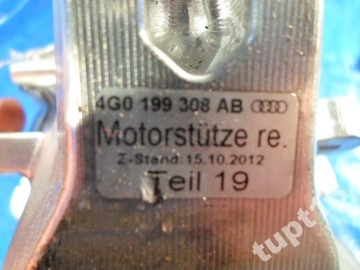 4G0 199 308 AB
Motorstütze re.
Z-Stand: 15.10.2012
Teil 19